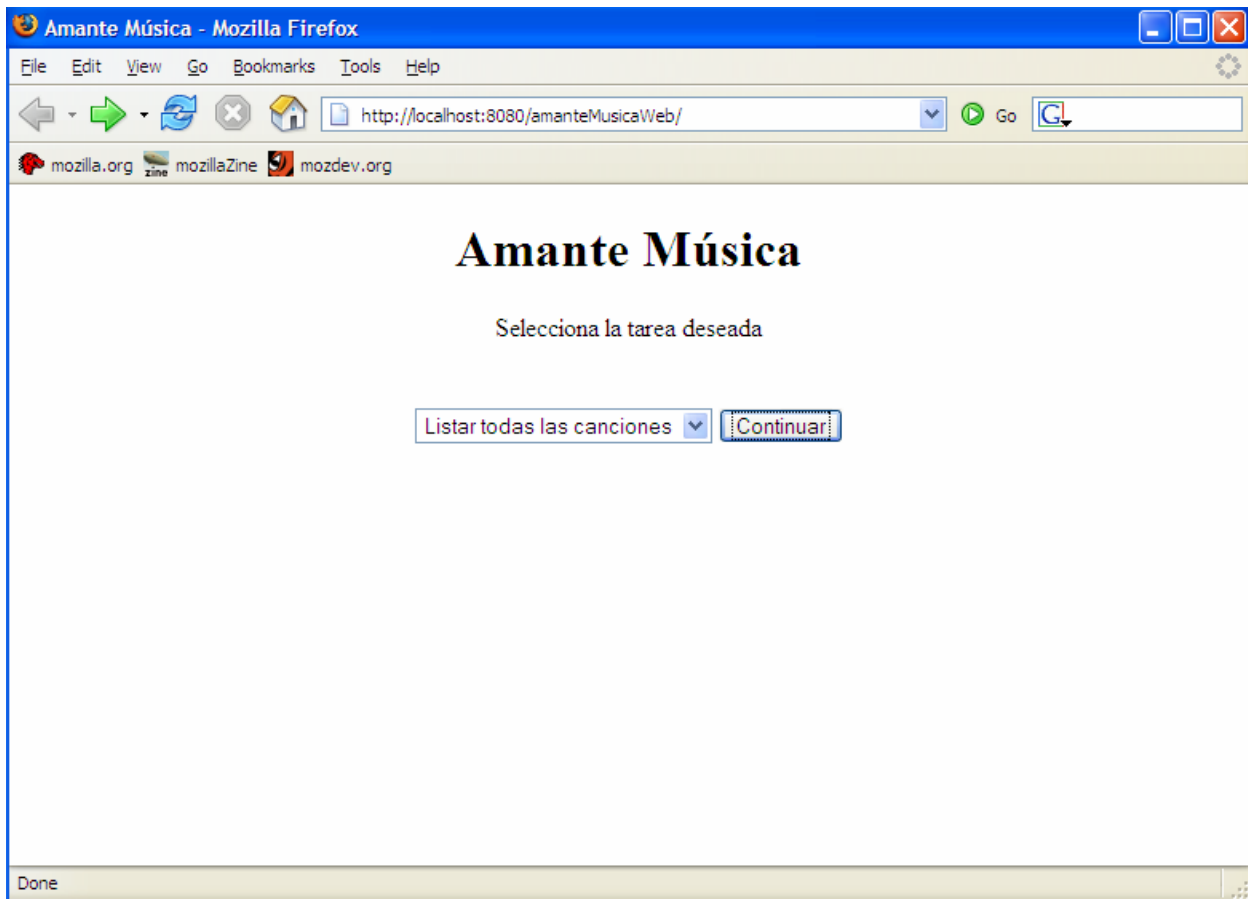 Amante Música - Mozilla Firefox
File Edit View Go Bookmarks Tools Help
http://localhost:8080/amanteMusicaWeb/ Go G
mozilla.org zine mozillaZine mozdev.org
Amante Música
Selecciona la tarea deseada
Listar todas las canciones Continuar
Done